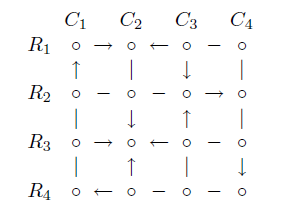 C₁ C₂ C₃ C₄
R₁ ∘ → ∘ ← ∘ − ∘
↑ | ↓ |
R₂ ∘ − ∘ − ∘ → ∘
| ↓ ↑ |
R₃ ∘ → ∘ ← ∘ − ∘
| ↑ | ↓
R₄ ∘ ← ∘ − ∘ − ∘